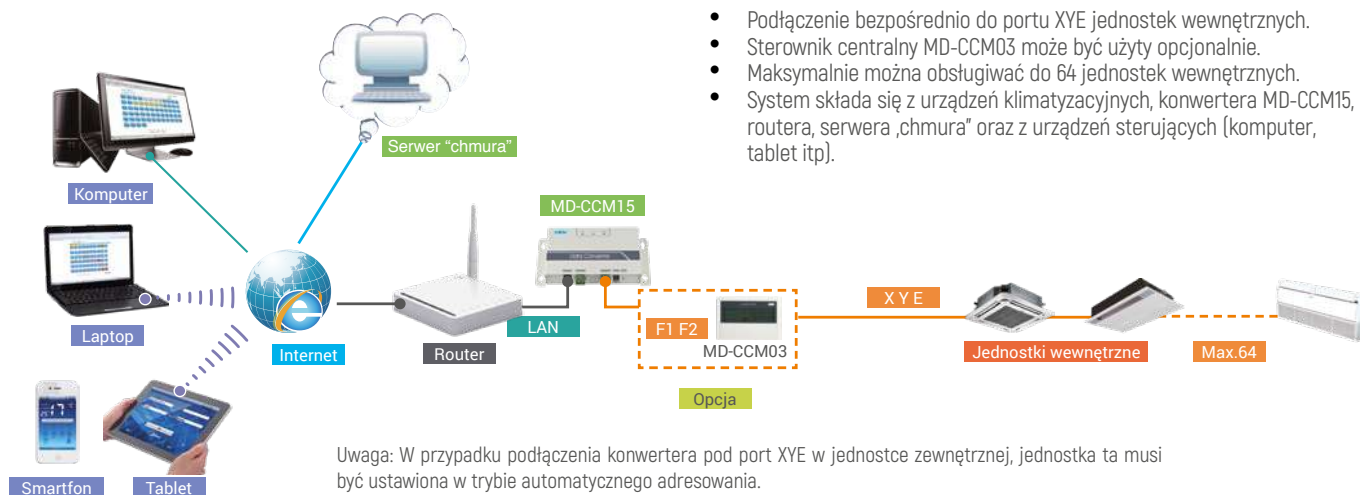 • Podłączenie bezpośrednio do portu XYE jednostek wewnętrznych.
• Sterownik centralny MD-CCM03 może być użyty opcjonalnie.
• Maksymalnie można obsługiwać do 64 jednostek wewnętrznych.
• System składa się z urządzeń klimatyzacyjnych, konwertera MD-CCM15,
routera, serwera „chmura” oraz z urządzeń sterujących (komputer,
tablet itp).
Serwer “chmura”
Komputer
MD-CCM15
Laptop
Internet
Router
LAN
F1 F2
MD-CCM03
X Y E
Jednostki wewnętrzne
Max.64
Opcja
Smartfon
Tablet
Uwaga: W przypadku podłączenia konwertera pod port XYE w jednostce zewnętrznej, jednostka ta musi
być ustawiona w trybie automatycznego adresowania.